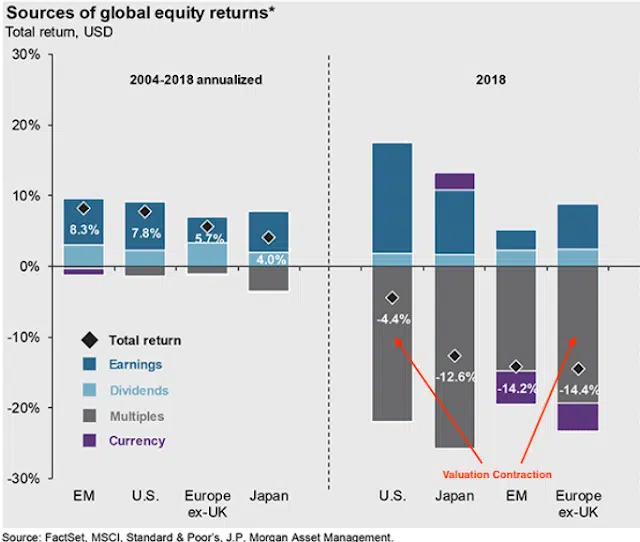 Sources of global equity returns*
Total return, USD
30%
20%
10%
0%
-10%
-20%
-30%
2004-2018 annualized
2018
8.3%
7.8%
5.7%
4.0%
-4.4%
-12.6%
-14.2%
-14.4%
Total return
Earnings
Dividends
Multiples
Currency
Valuation Contraction
EM
U.S.
Europe
ex-UK
Japan
U.S.
Japan
EM
Europe
ex-UK
Source: FactSet, MSCI, Standard & Poor's, J.P. Morgan Asset Management.